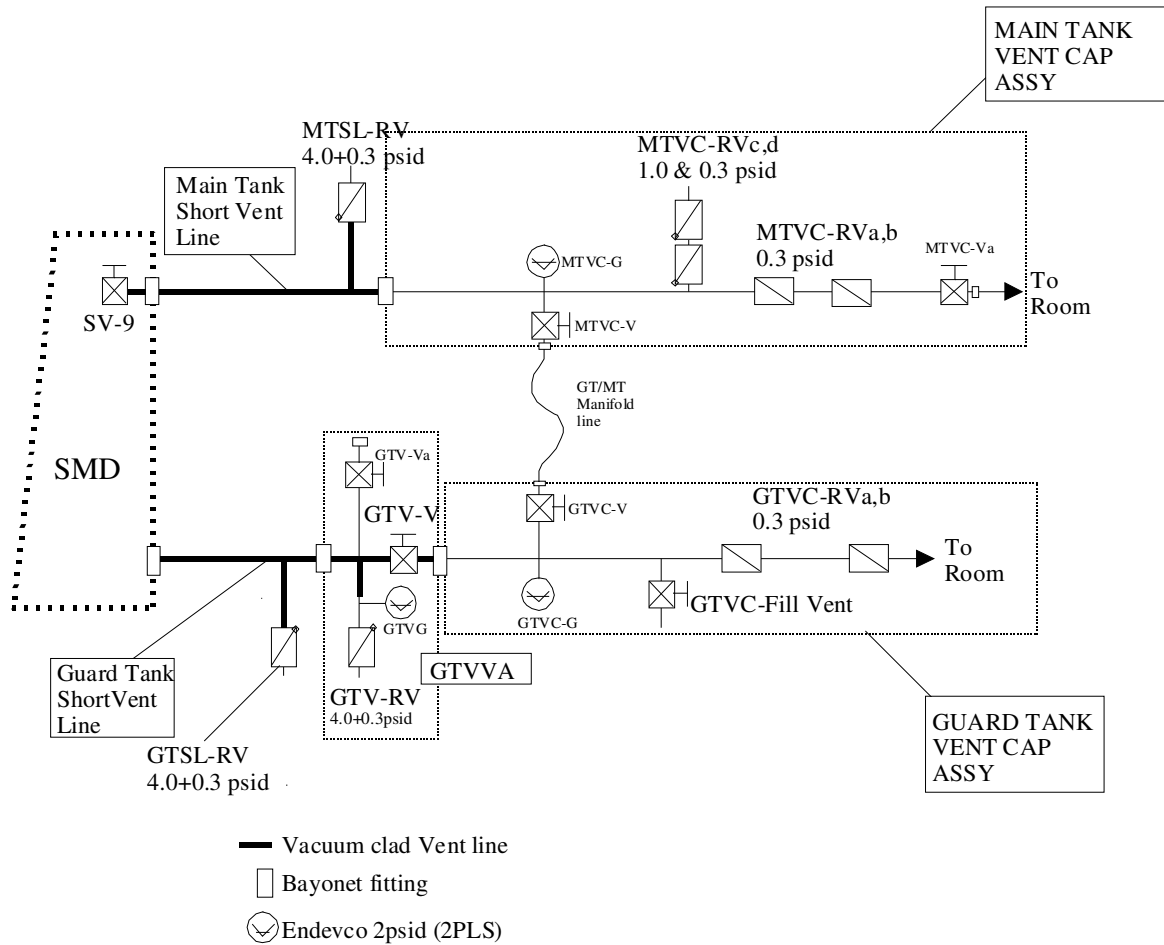 MAIN TANK
VENT CAP
ASSY
MTSL-RV
4.0+0.3 psid
MTVC-RVc,d
1.0 & 0.3 psid
Main Tank
Short Vent
Line
MTVC-RVa,b
0.3 psid
MTVC-Va
MTVC-G
To
Room
SV-9
MTVC-V
GT/MT
Manifold
line
SMD
GTV-Va
GTV-V
GTVC-V
GTVC-RVa,b
0.3 psid
To
Room
GTVG
GTVC-G
GTVC-Fill Vent
Guard Tank
ShortVent
Line
GTVVA
GTV-RV
4.0+0.3psid
GTSL-RV
4.0+0.3 psid
GUARD TANK
VENT CAP
ASSY
Vacuum clad Vent line
Bayonet fitting
Endevco 2psid (2PLS)